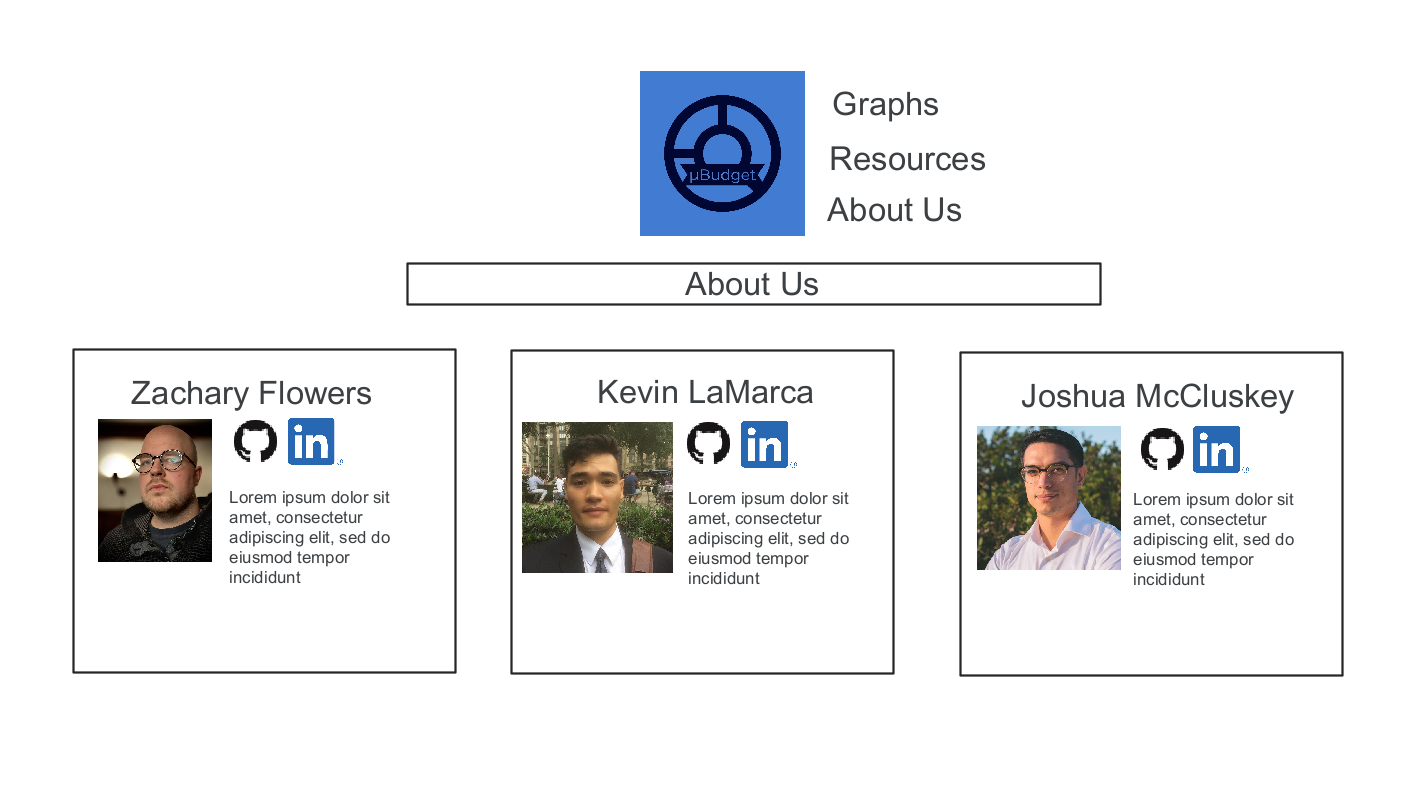 µBudget
Graphs
Resources
About Us
About Us
Zachary Flowers
in
Lorem ipsum dolor sit
amet, consectetur
adipiscing elit, sed do
eiusmod tempor
incididunt
Kevin LaMarca
in
Lorem ipsum dolor sit
amet, consectetur
adipiscing elit, sed do
eiusmod tempor
incididunt
Joshua McCluskey
in
Lorem ipsum dolor sit
amet, consectetur
adipiscing elit, sed do
eiusmod tempor
incididunt